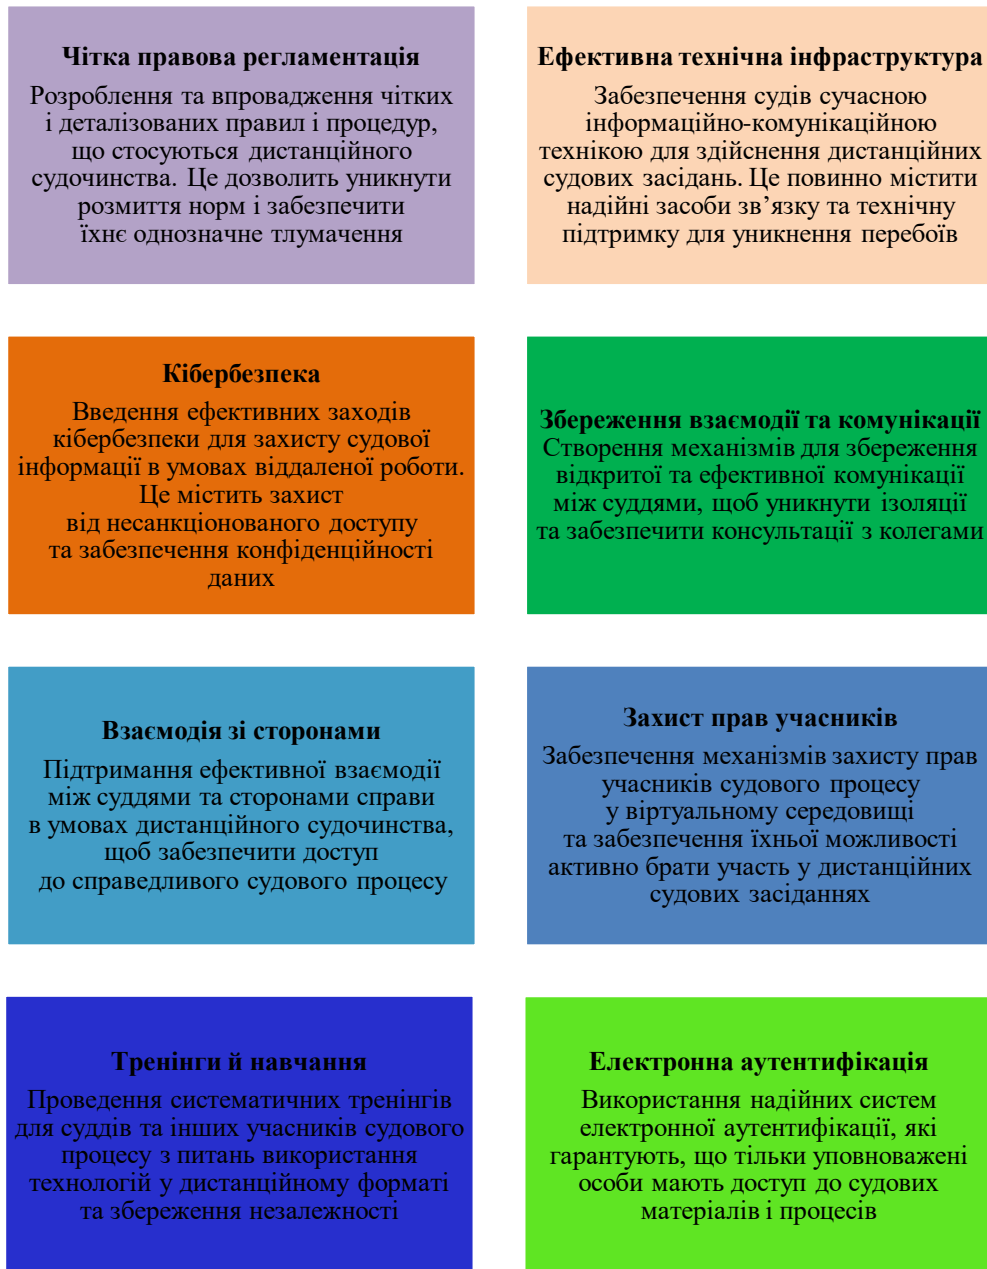 Чітка правова регламентація
Розроблення та впровадження чітких
і деталізованих правил і процедур,
що стосуються дистанційного
судочинства. Це дозволить уникнути
розмиття норм і забезпечити
їхнє однозначне тлумачення
Ефективна технічна інфраструктура
Забезпечення судів сучасною
інформаційно-комунікаційною
технікою для здійснення дистанційних
судових засідань. Це повинно містити
надійні засоби зв’язку та технічну
підтримку для уникнення перебоїв
Кібербезпека
Введення ефективних заходів
кібербезпеки для захисту судової
інформації в умовах віддаленої роботи.
Це містить захист
від несанкціонованого доступу
та забезпечення конфіденційності
даних
Збереження взаємодії та комунікації
Створення механізмів для збереження
відкритої та ефективної комунікації
між суддями, щоб уникнути ізоляції
та забезпечити консультації з колегами
Взаємодія зі сторонами
Підтримання ефективної взаємодії
між суддями та сторонами справи
в умовах дистанційного судочинства,
щоб забезпечити доступ
до справедливого судового процесу
Захист прав учасників
Забезпечення механізмів захисту прав
учасників судового процесу
у віртуальному середовищі
та забезпечення їхньої можливості
активно брати участь у дистанційних
судових засіданнях
Тренінги й навчання
Проведення систематичних тренінгів
для суддів та інших учасників судового
процесу з питань використання
технологій у дистанційному форматі
та збереження незалежності
Електронна аутентифікація
Використання надійних систем
електронної аутентифікації, які
гарантують, що тільки уповноважені
особи мають доступ до судових
матеріалів і процесів